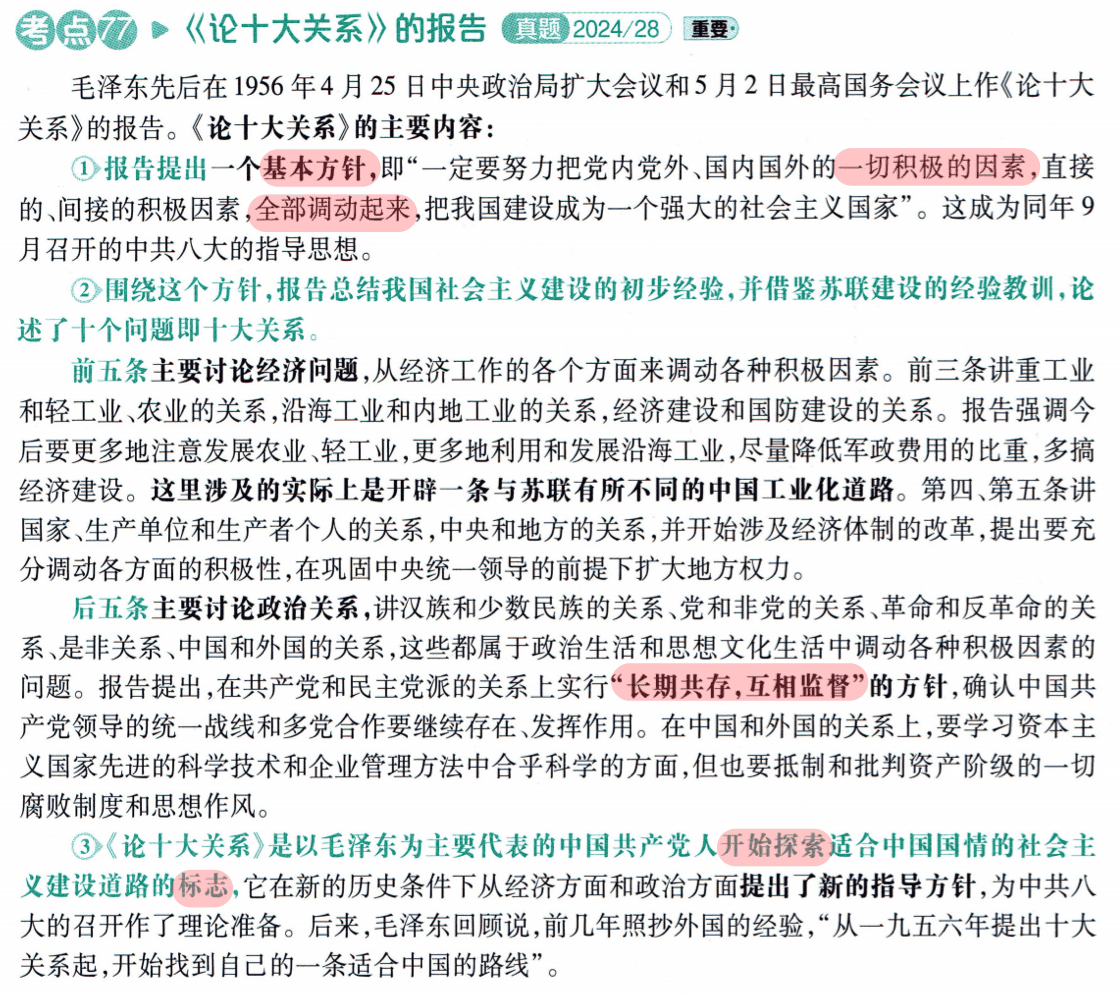 考点77 ▶《论十大关系》的报告 真题 2024/28 重要
毛泽东先后在1956年4月25日中央政治局扩大会议和5月2日最高国务会议上作《论十大
关系》的报告。《论十大关系》的主要内容：
①报告提出一个基本方针，即“一定要努力把党内党外、国内国外的一切积极的因素，直接
的、间接的积极因素，全部调动起来，把我国建设成为一个强大的社会主义国家”。这成为同年9
月召开的中共八大的指导思想。
②围绕这个方针，报告总结我国社会主义建设的初步经验，并借鉴苏联建设的经验教训，论
述了十个问题即十大关系。
前五条主要讨论经济问题，从经济工作的各个方面来调动各种积极因素。前三条讲重工业
和轻工业、农业的关系，沿海工业和内地工业的关系，经济建设和国防建设的关系。报告强调今
后要更多地注意发展农业、轻工业，更多地利用和发展沿海工业，尽量降低军政费用的比重，多搞
经济建设。这里涉及的实际上是开辟一条与苏联有所不同的中国工业化道路。第四、第五条讲
国家、生产单位和生产者个人的关系，中央和地方的关系，并开始涉及经济体制的改革，提出要充
分调动各方面的积极性，在巩固中央统一领导的前提下扩大地方权力。
后五条主要讨论政治关系，讲汉族和少数民族的关系、党和非党的关系、革命和反革命的关
系、是非关系、中国和外国的关系，这些都属于政治生活和思想文化生活中调动各种积极因素的
问题。报告提出，在共产党和民主党派的关系上实行“长期共存，互相监督”的方针，确认中国共
产党领导的统一战线和多党合作要继续存在、发挥作用。在中国和外国的关系上，要学习资本主
义国家先进的科学技术和企业管理方法中合乎科学的方面，但也要抵制和批判资产阶级的一切
腐败制度和思想作风。
③《论十大关系》是以毛泽东为主要代表的中国共产党人开始探索适合中国国情的社会主
义建设道路的标志，它在新的历史条件下从经济方面和政治方面提出了新的指导方针，为中共八
大的召开作了理论准备。后来，毛泽东回顾说，前几年照抄外国的经验，“从一九五六年提出十大
关系起，开始找到自己的一条适合中国的路线”。